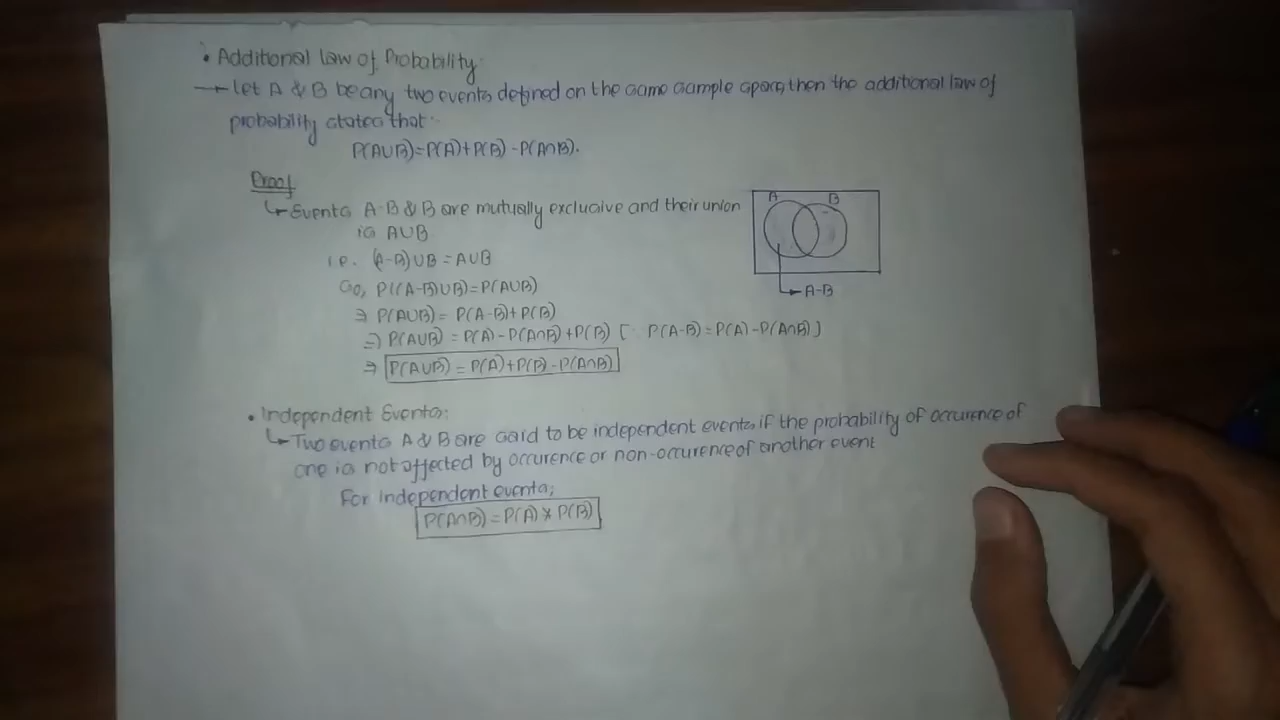 • Additional law of Probability:
→ Let A & B be any two events defined on the same sample space, then the additional law of
probability states that:
P(A∪B)=P(A)+P(B)-P(A∩B).
Proof
↳ Events A-B & B are mutually exclusive and their union
is A∪B
i.e. (A-B)∪B = A∪B
So, P((A-B)∪B)=P(A∪B)
⇒ P(A∪B) = P(A-B)+P(B)
⇒ P(A∪B) = P(A)-P(A∩B)+P(B) [∵ P(A-B)=P(A)-P(A∩B)]
⇒ P(A∪B) = P(A)+P(B)-P(A∩B)
A B
→A-B
• Independent Events:
↳ Two events A & B are said to be independent events, if the probability of occurence of
one is not affected by occurence or non-occurence of another event
For independent events,
P(A∩B) = P(A) × P(B)